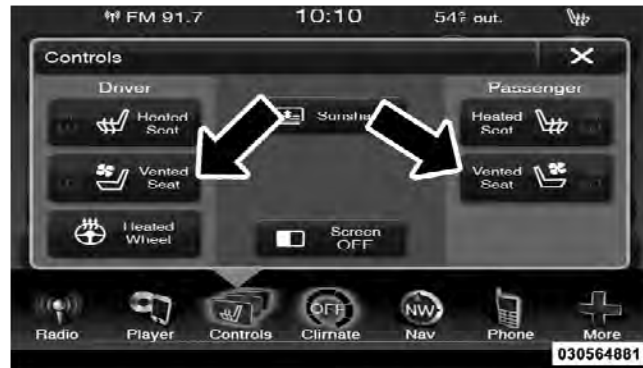 FM 91.7 10:10 54° out.
Controls
Driver Passenger
Heated
Seat
Heated
Seat
Vented
Seat
Vented
Seat
Heated
Wheel
Screen
OFF
OFF NW
Radio Player Controls Climate Nav Phone More
030564881